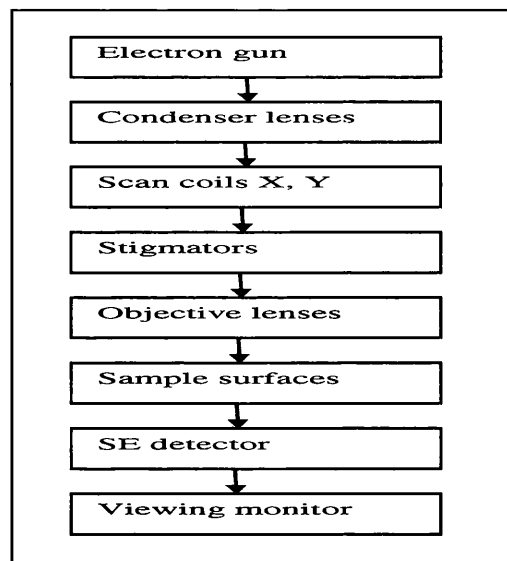 Electron gun
Condenser lenses
Scan coils X, Y
Stigmators
Objective lenses
Sample surfaces
SE detector
Viewing monitor